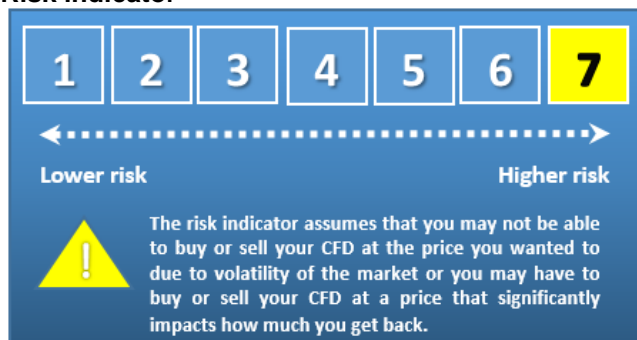 Risk indicator
1 2 3 4 5 6 7
Lower risk Higher risk
! The risk indicator assumes that you may not be able
to buy or sell your CFD at the price you wanted to
due to volatility of the market or you may have to
buy or sell your CFD at a price that significantly
impacts how much you get back.